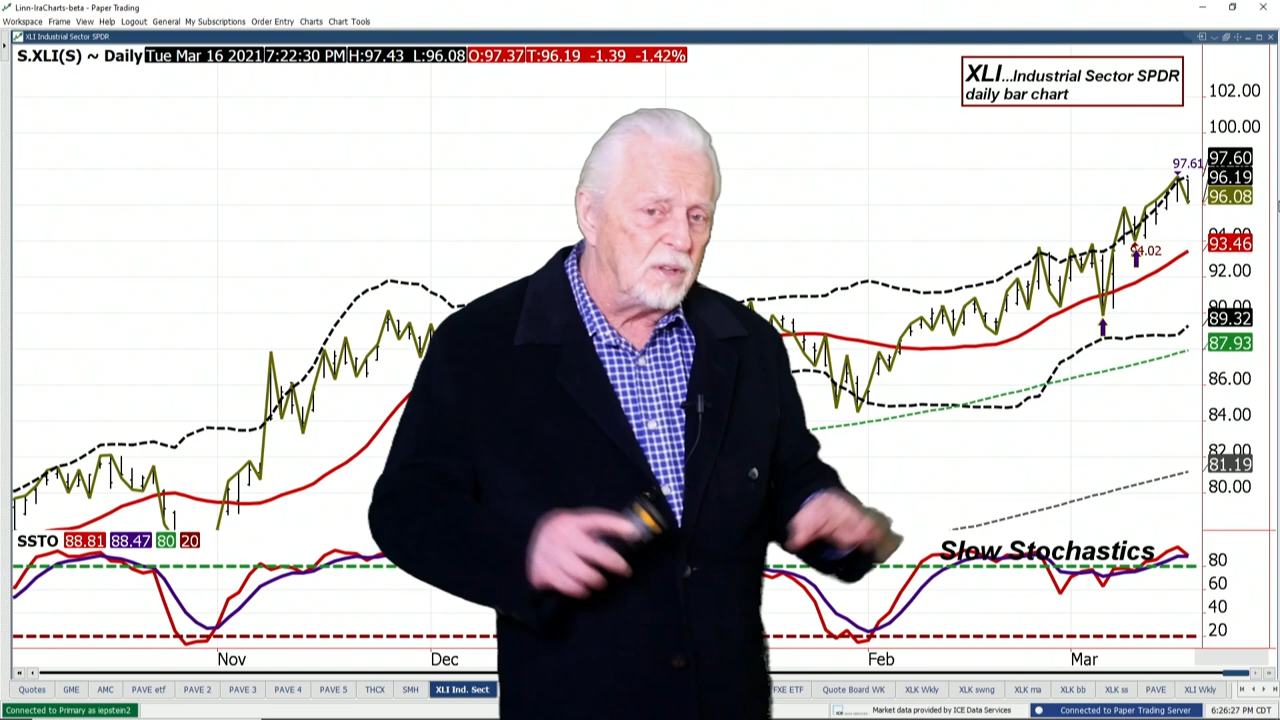 Linn-IraCharts-beta - Paper Trading
Workspace Frame View Help Logout General My Subscriptions Order Entry Charts Chart Tools
XLI Industrial Sector SPDR
S.XLI(S) ~ Daily Tue Mar 16 2021 7:22:30 PM H:97.43 L:96.08 O:97.37 T:96.19 -1.39 -1.42%
XLI...Industrial Sector SPDR
daily bar chart
102.00
100.00
97.61
97.60
96.19
96.08
94.00
93.46
94.02
92.00
90.00
89.32
87.93
86.00
84.00
82.00
81.19
80.00
SSTO 88.81 88.47 80 20
Slow Stochastics
80
60
40
20
Nov Dec Feb Mar
Quotes GME AMC PAVE etf PAVE 2 PAVE 3 PAVE 4 PAVE 5 THCX SMH XLI Ind. Sect FXE ETF Quote Board WK XLK Wkly XLK swng XLK ma XLK bb XLK ss PAVE XLI Wkly
Connected to Primary as iepstein2 Market data provided by ICE Data Services Connected to Paper Trading Server 6:26:27 PM CDT